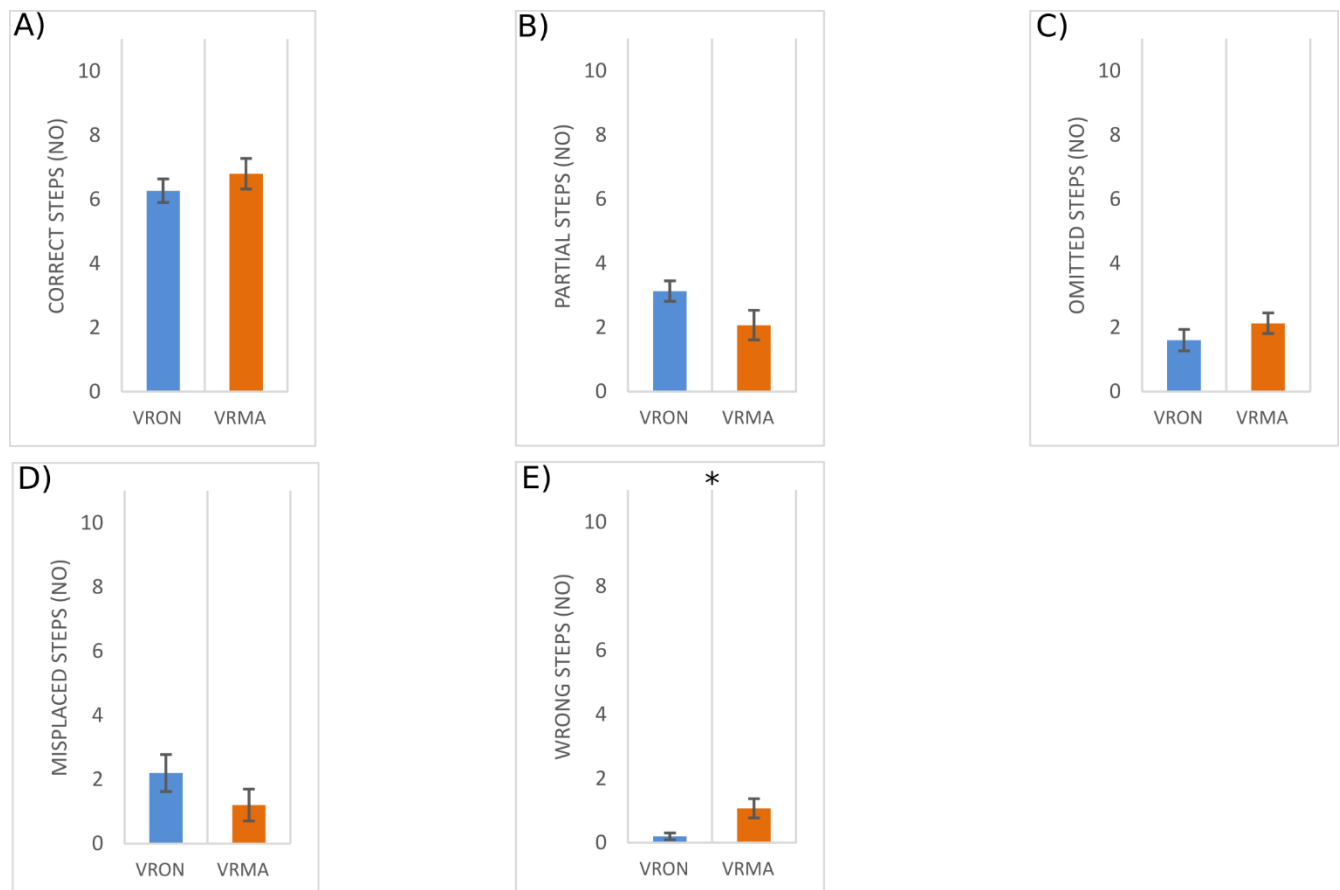 A)
CORRECT STEPS (NO)
10
8
6
4
2
0
VRON VRMA
B)
PARTIAL STEPS (NO)
10
8
6
4
2
0
VRON VRMA
C)
OMITTED STEPS (NO)
10
8
6
4
2
0
VRON VRMA
D)
MISPLACED STEPS (NO)
10
8
6
4
2
0
VRON VRMA
E)
*
WRONG STEPS (NO)
10
8
6
4
2
0
VRON VRMA